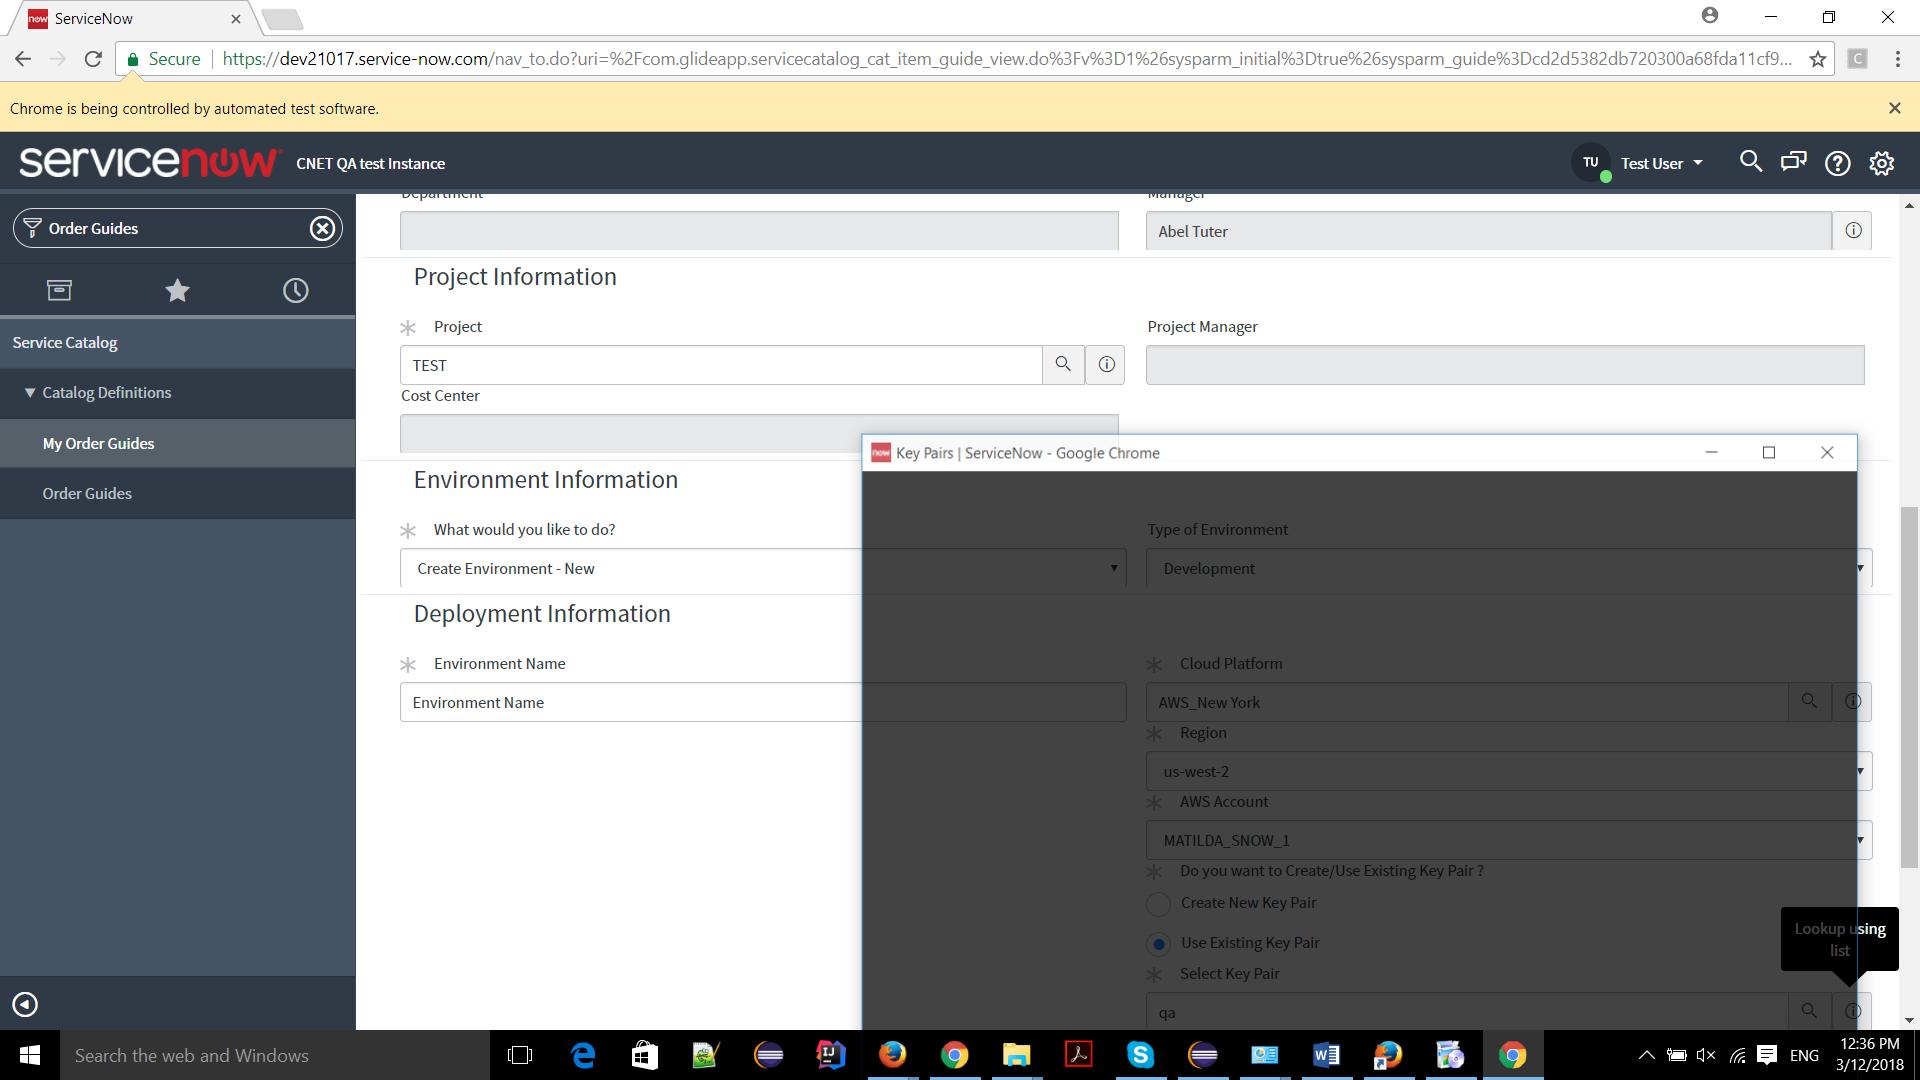 ServiceNow
Secure
https://dev21017.service-now.com/nav_to.do?uri=%2Fcom.glideapp.servicecatalog_cat_item_guide_view.do%3Fv%3D1%26sysparm_initial%3Dtrue%26sysparm_guide%3Dcd2d5382db720300a68fda11cf9...
C
Chrome is being controlled by automated test software.
servicenow
CNET QA test Instance
TU
Test User
Order Guides
Service Catalog
Catalog Definitions
My Order Guides
Order Guides
Department
Manager
Abel Tuter
Project Information
Project
Project Manager
TEST
Cost Center
Key Pairs | ServiceNow - Google Chrome
Environment Information
What would you like to do?
Type of Environment
Create Environment - New
Development
Deployment Information
Environment Name
Cloud Platform
Environment Name
AWS_New York
Region
us-west-2
AWS Account
MATILDA_SNOW_1
Do you want to Create/Use Existing Key Pair ?
Create New Key Pair
Use Existing Key Pair
Lookup using
list
Select Key Pair
qa
Search the web and Windows
ENG
12:36 PM
3/12/2018